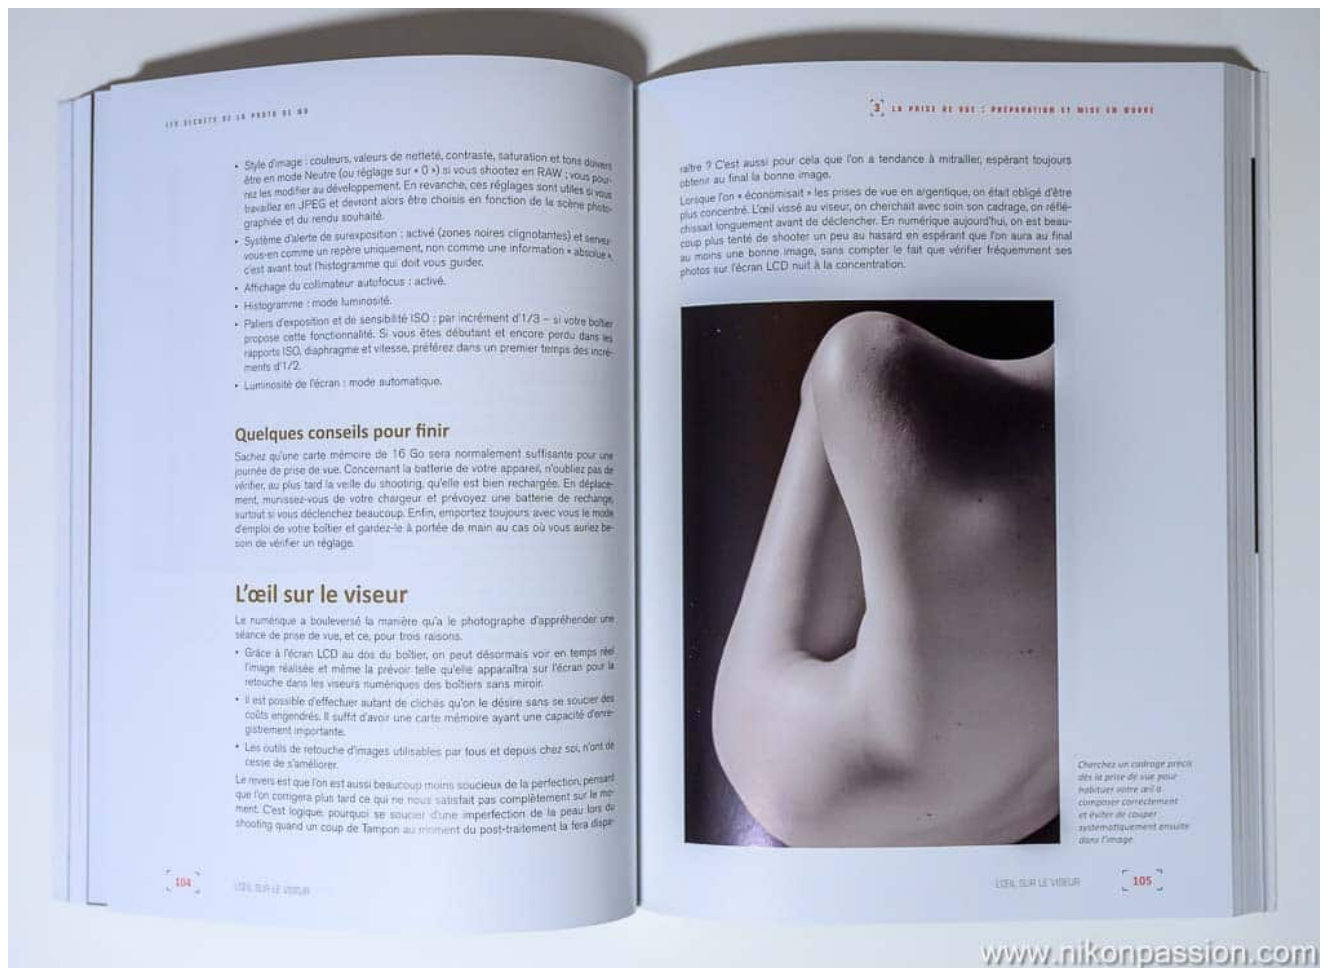 LES SECRETS DE LA PHOTO DE NU
• Style d'image : couleurs, valeurs de netteté, contraste, saturation et tons divers
être en mode Neutre (ou réglage sur « 0 ») si vous shootez en RAW ; vous pour-
rez les modifier au développement. En revanche, ces réglages sont utiles si vous
travaillez en JPEG et devront alors être choisis en fonction de la scène photo-
graphiée et du rendu souhaité.
• Système d'alerte de surexposition : activé (zones noires clignotantes) et servez-
vous-en comme un repère uniquement, non comme une information « absolue »,
c'est avant tout l'histogramme qui doit vous guider.
• Affichage du collimateur autofocus : activé.
• Histogramme : mode luminosité.
• Paliers d'exposition et de sensibilité ISO : par incrément d'1/3 – si votre boîtier
propose cette fonctionnalité. Si vous êtes débutant et encore perdu dans les
rapports ISO, diaphragme et vitesse, préférez dans un premier temps des incré-
ments d'1/2.
• Luminosité de l'écran : mode automatique.
Quelques conseils pour finir
Sachez qu'une carte mémoire de 16 Go sera normalement suffisante pour une
journée de prise de vue. Concernant la batterie de votre appareil, n'oubliez pas de
vérifier, au plus tard la veille du shooting, qu'elle est bien rechargée. En déplace-
ment, munissez-vous de votre chargeur et prévoyez une batterie de rechange,
surtout si vous déclenchez beaucoup. Enfin, emportez toujours avec vous le mode
d'emploi de votre boîtier et gardez-le à portée de main au cas où vous auriez be-
soin de vérifier un réglage.
L'œil sur le viseur
Le numérique a bouleversé la manière qu'a le photographe d'appréhender une
séance de prise de vue, et ce, pour trois raisons.
• Grâce à l'écran LCD au dos du boîtier, on peut désormais voir en temps réel
l'image réalisée et même la prévoir telle qu'elle apparaîtra sur l'écran pour la
retouche dans les viseurs numériques des boîtiers sans miroir.
• Il est possible d'effectuer autant de clichés qu'on le désire sans se soucier des
coûts engendrés. Il suffit d'avoir une carte mémoire ayant une capacité d'enre-
gistrement importante.
• Les outils de retouche d'images utilisables par tous et depuis chez soi, n'ont de
cesse de s'améliorer.
Le revers est que l'on est aussi beaucoup moins soucieux de la perfection, pensant
que l'on corrigera plus tard ce qui ne nous satisfait pas complètement sur le mo-
ment. C'est logique, pourquoi se soucier d'une imperfection de la peau lors du
shooting quand un coup de Tampon au moment du post-traitement la fera dispa-
104
L'ŒIL SUR LE VISEUR
3 LA PRISE DE VUE : PRÉPARATION ET MISE EN ŒUVRE
raître ? C'est aussi pour cela que l'on a tendance à mitrailler, espérant toujours
obtenir au final la bonne image.
Lorsque l'on « économisait » les prises de vue en argentique, on était obligé d'être
plus concentré. L'œil vissé au viseur, on cherchait avec soin son cadrage, on réflé-
chissait longuement avant de déclencher. En numérique aujourd'hui, on est beau-
coup plus tenté de shooter un peu au hasard en espérant que l'on aura au final
au moins une bonne image, sans compter le fait que vérifier fréquemment ses
photos sur l'écran LCD nuit à la concentration.
Cherchez un cadrage précis
dès la prise de vue pour
habituer votre œil à
composer correctement
et éviter de couper
systématiquement ensuite
dans l'image.
L'ŒIL SUR LE VISEUR
105
www.nikonpassion.com